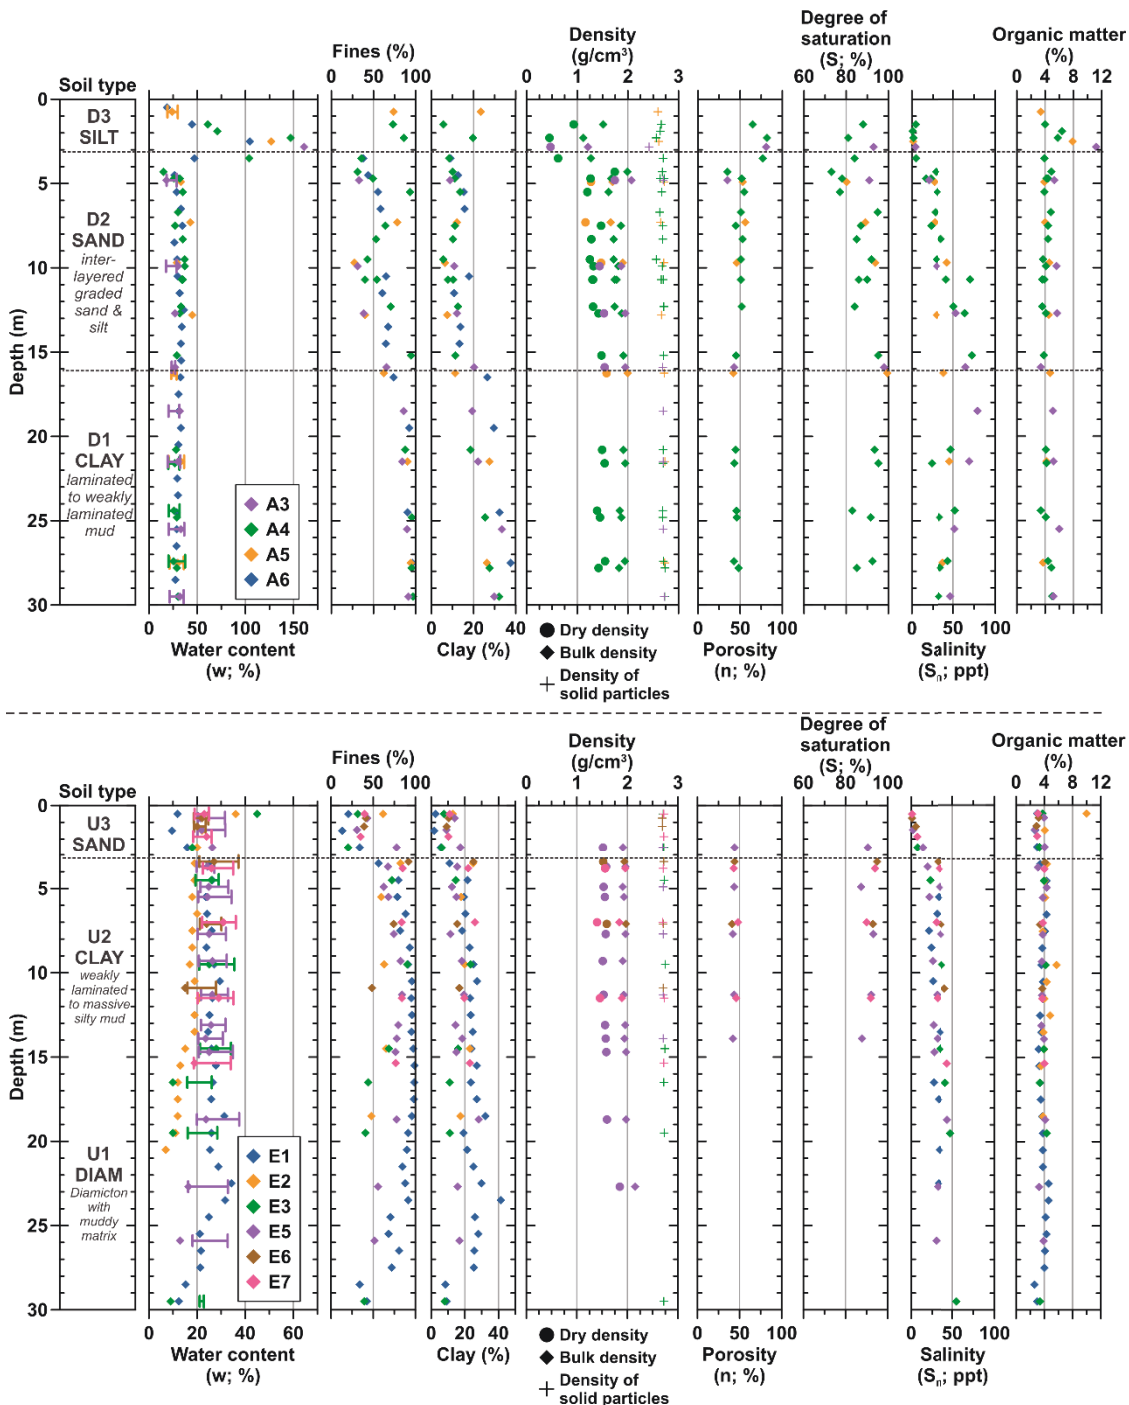 Degree of
saturation
(S; %)
Organic matter
(%)
Density
(g/cm³)
Fines (%)
Soil type
0 50 100
0 1 2 3
60 80 100
0 4 8 12
0
5
10
15
20
25
30
Depth (m)
D3
SILT
D2
SAND
inter-
layered
graded
sand &
silt
D1
CLAY
laminated
to weakly
laminated
mud
A3
A4
A5
A6
0 50 100 150
Water content
(w; %)
0 20 40
Clay (%)
Dry density
Bulk density
Density of
solid particles
0 50 100
Porosity
(n; %)
0 50 100
Salinity
(Sn; ppt)
Degree of
saturation
(S; %)
Organic matter
(%)
Density
(g/cm³)
Fines (%)
Soil type
0 50 100
0 1 2 3
60 80 100
0 4 8 12
0
5
10
15
20
25
30
Depth (m)
U3
SAND
U2
CLAY
weakly
laminated
to massive
silty mud
U1
DIAM
Diamicton
with
muddy
matrix
E1
E2
E3
E5
E6
E7
0 20 40 60
Water content
(w; %)
0 20 40
Clay (%)
Dry density
Bulk density
Density of
solid particles
0 50 100
Porosity
(n; %)
0 50 100
Salinity
(Sn; ppt)